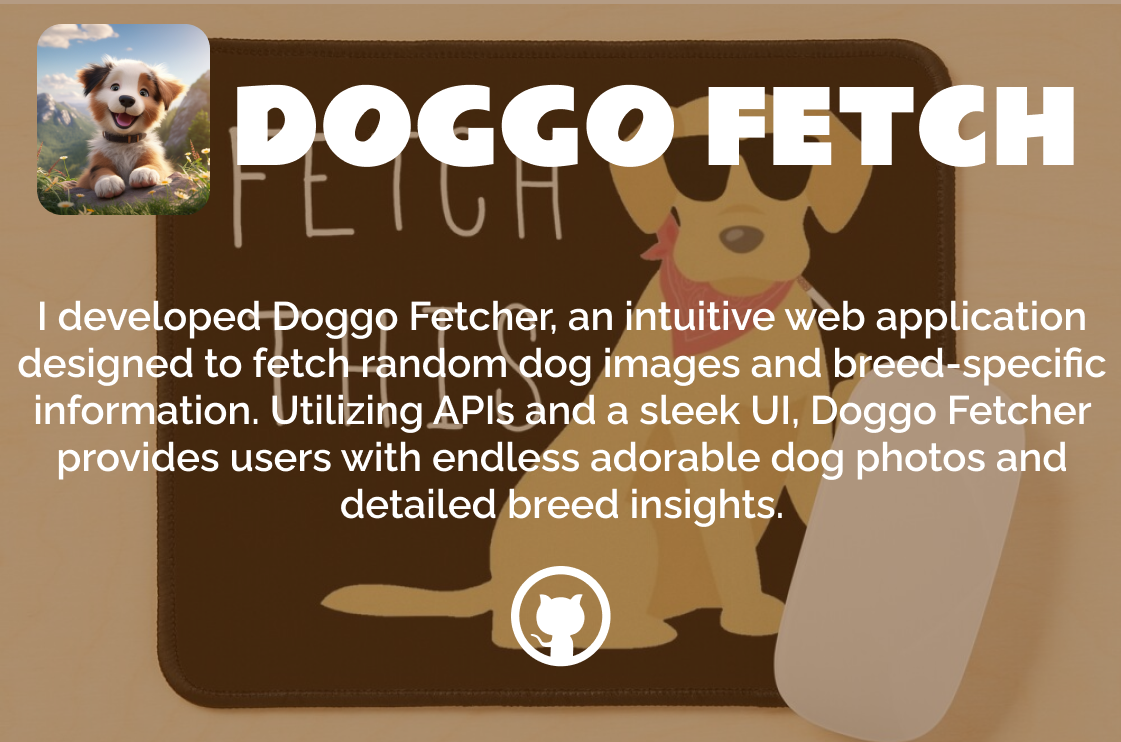 DOGGO FETCH
FETCH
I developed Doggo Fetcher, an intuitive web application
designed to fetch random dog images and breed-specific
THIS
information. Utilizing APIs and a sleek UI, Doggo Fetcher
provides users with endless adorable dog photos and
detailed breed insights.